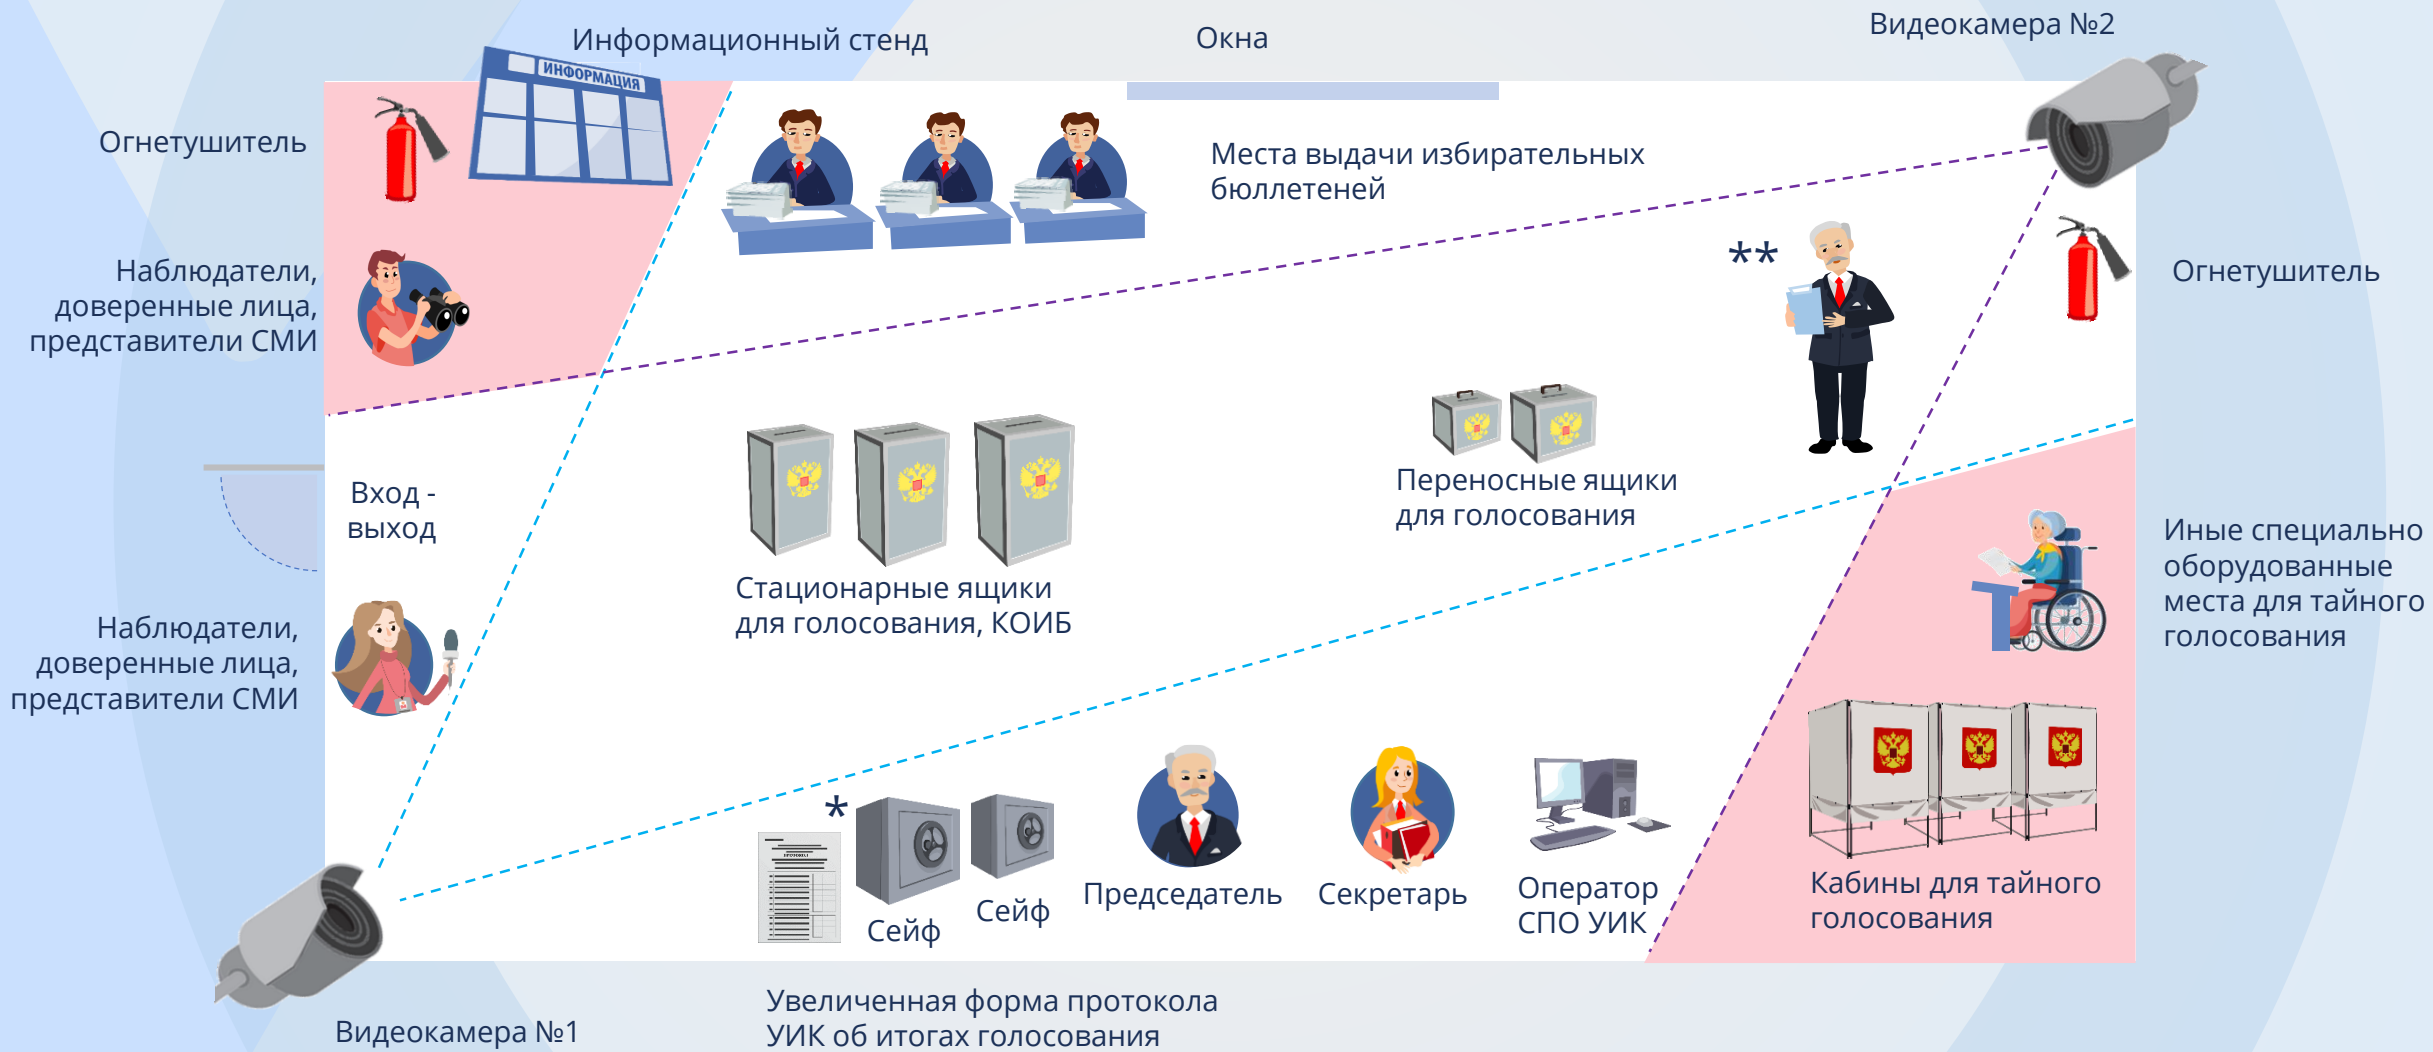 Информационный стенд
Окна
Видеокамера №2
ИНФОРМАЦИЯ
Огнетушитель
Места выдачи избирательных
бюллетеней
**
Наблюдатели,
доверенные лица,
представители СМИ
Огнетушитель
Вход -
выход
Переносные ящики
для голосования
Иные специально
оборудованные
места для тайного
голосования
Стационарные ящики
для голосования, КОИБ
Наблюдатели,
доверенные лица,
представители СМИ
*
ПРОТОКОЛ
Сейф
Сейф
Председатель
Секретарь
Оператор
СПО УИК
Кабины для тайного
голосования
Увеличенная форма протокола
УИК об итогах голосования
Видеокамера №1